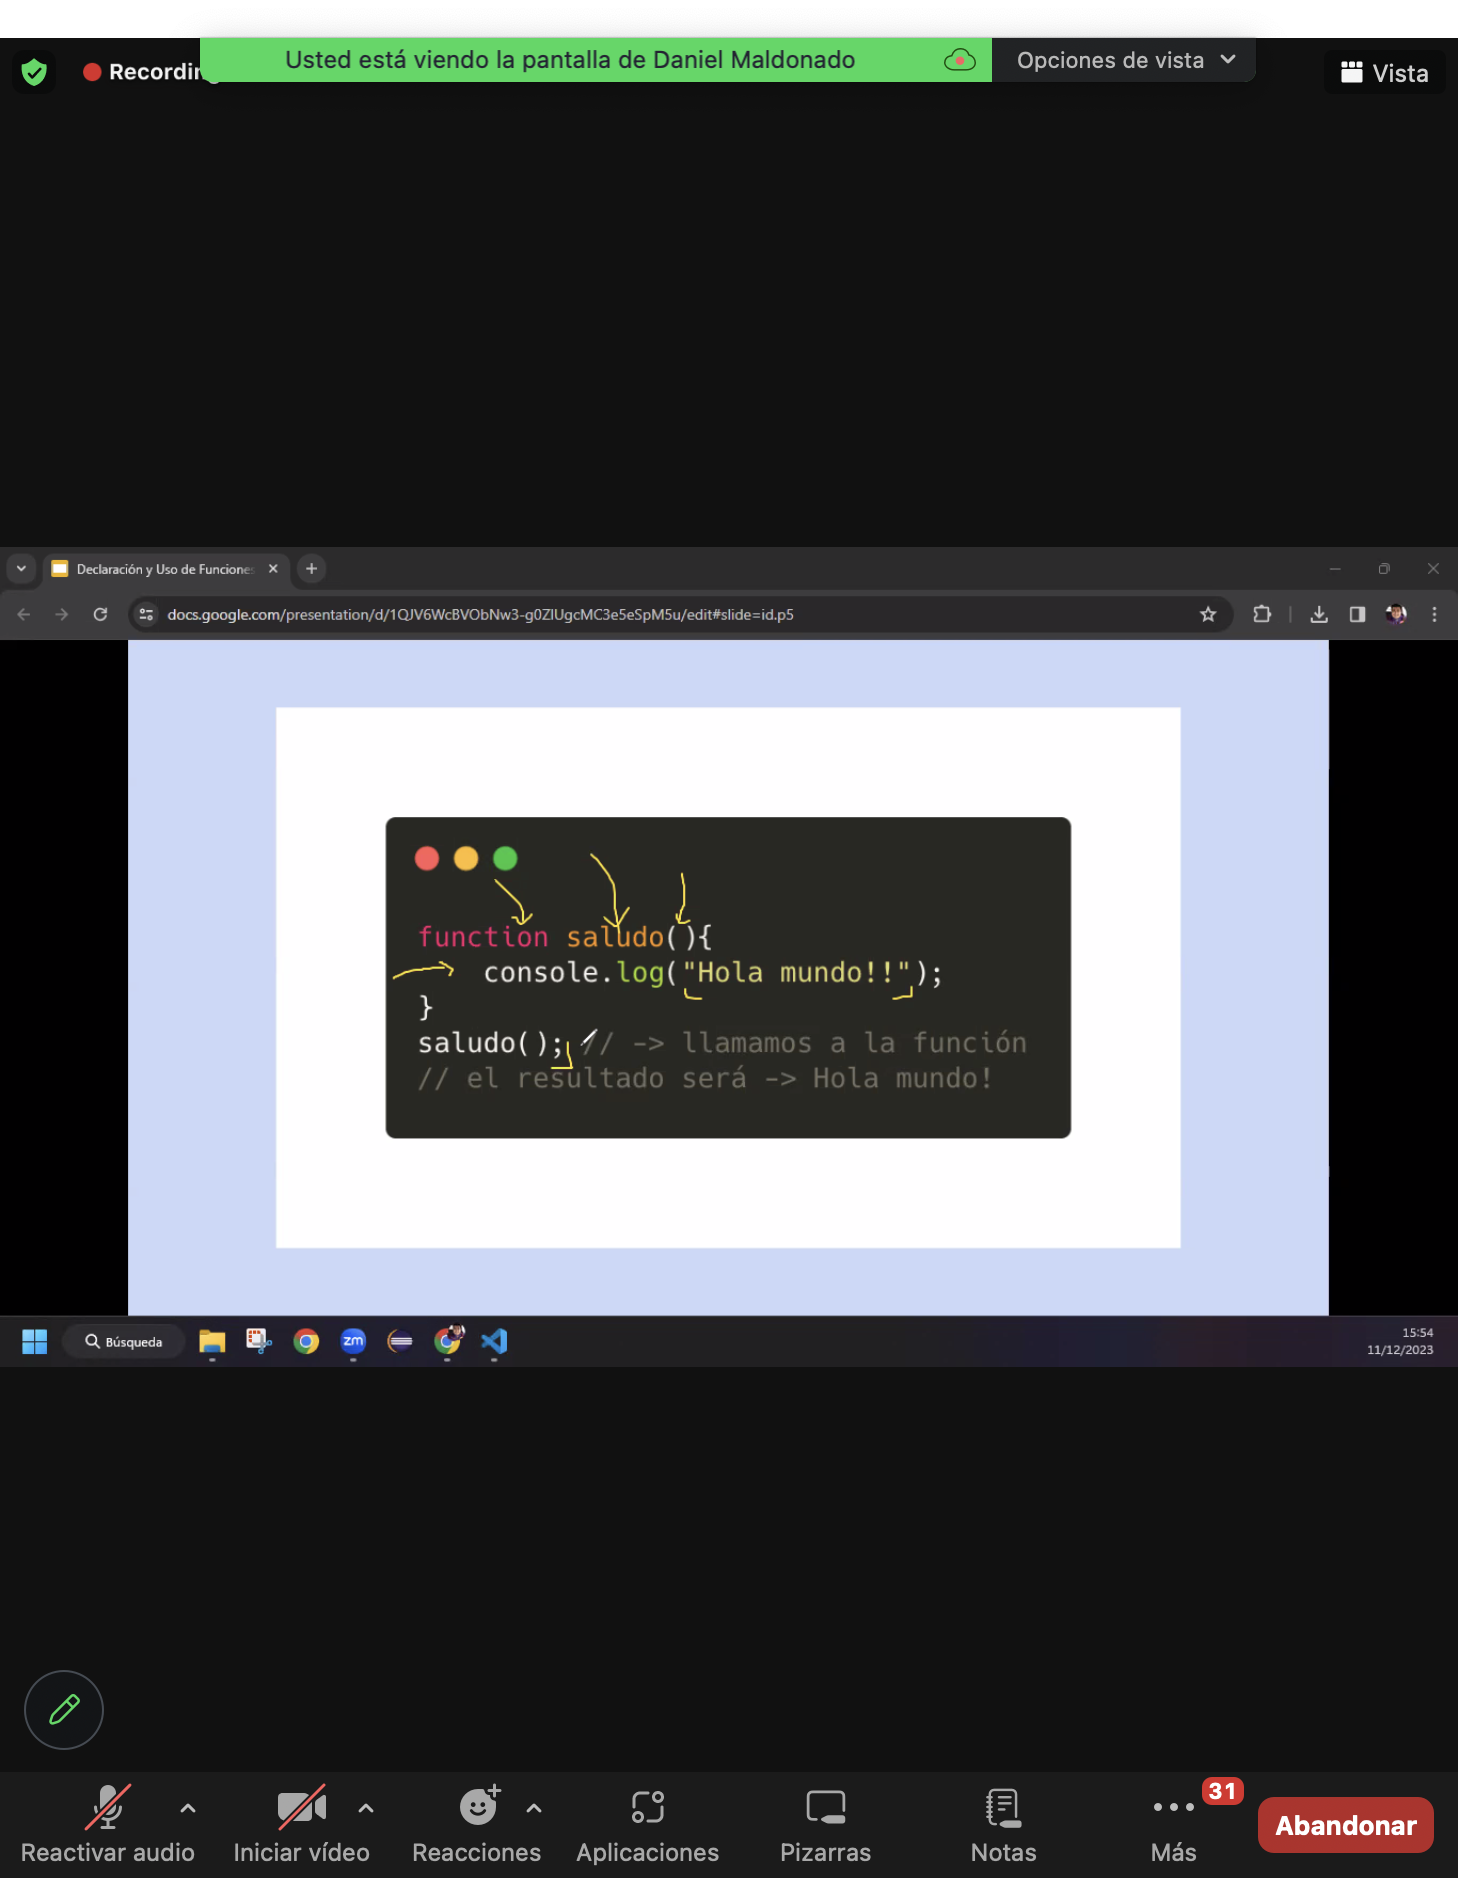 Recording
Usted está viendo la pantalla de Daniel Maldonado
Opciones de vista
Vista
Declaración y Uso de Funciones
docs.google.com/presentation/d/1QJV6WcBVObNw3-g0ZlUgcMC3e5eSpM5u/edit#slide=id.p5
function saludo(){
console.log("Hola mundo!!");
}
saludo(); // -> llamamos a la función
// el resultado será -> Hola mundo!
Búsqueda
zm
15:54
11/12/2023
31
Abandonar
Reactivar audio
Iniciar vídeo
Reacciones
Aplicaciones
Pizarras
Notas
Más